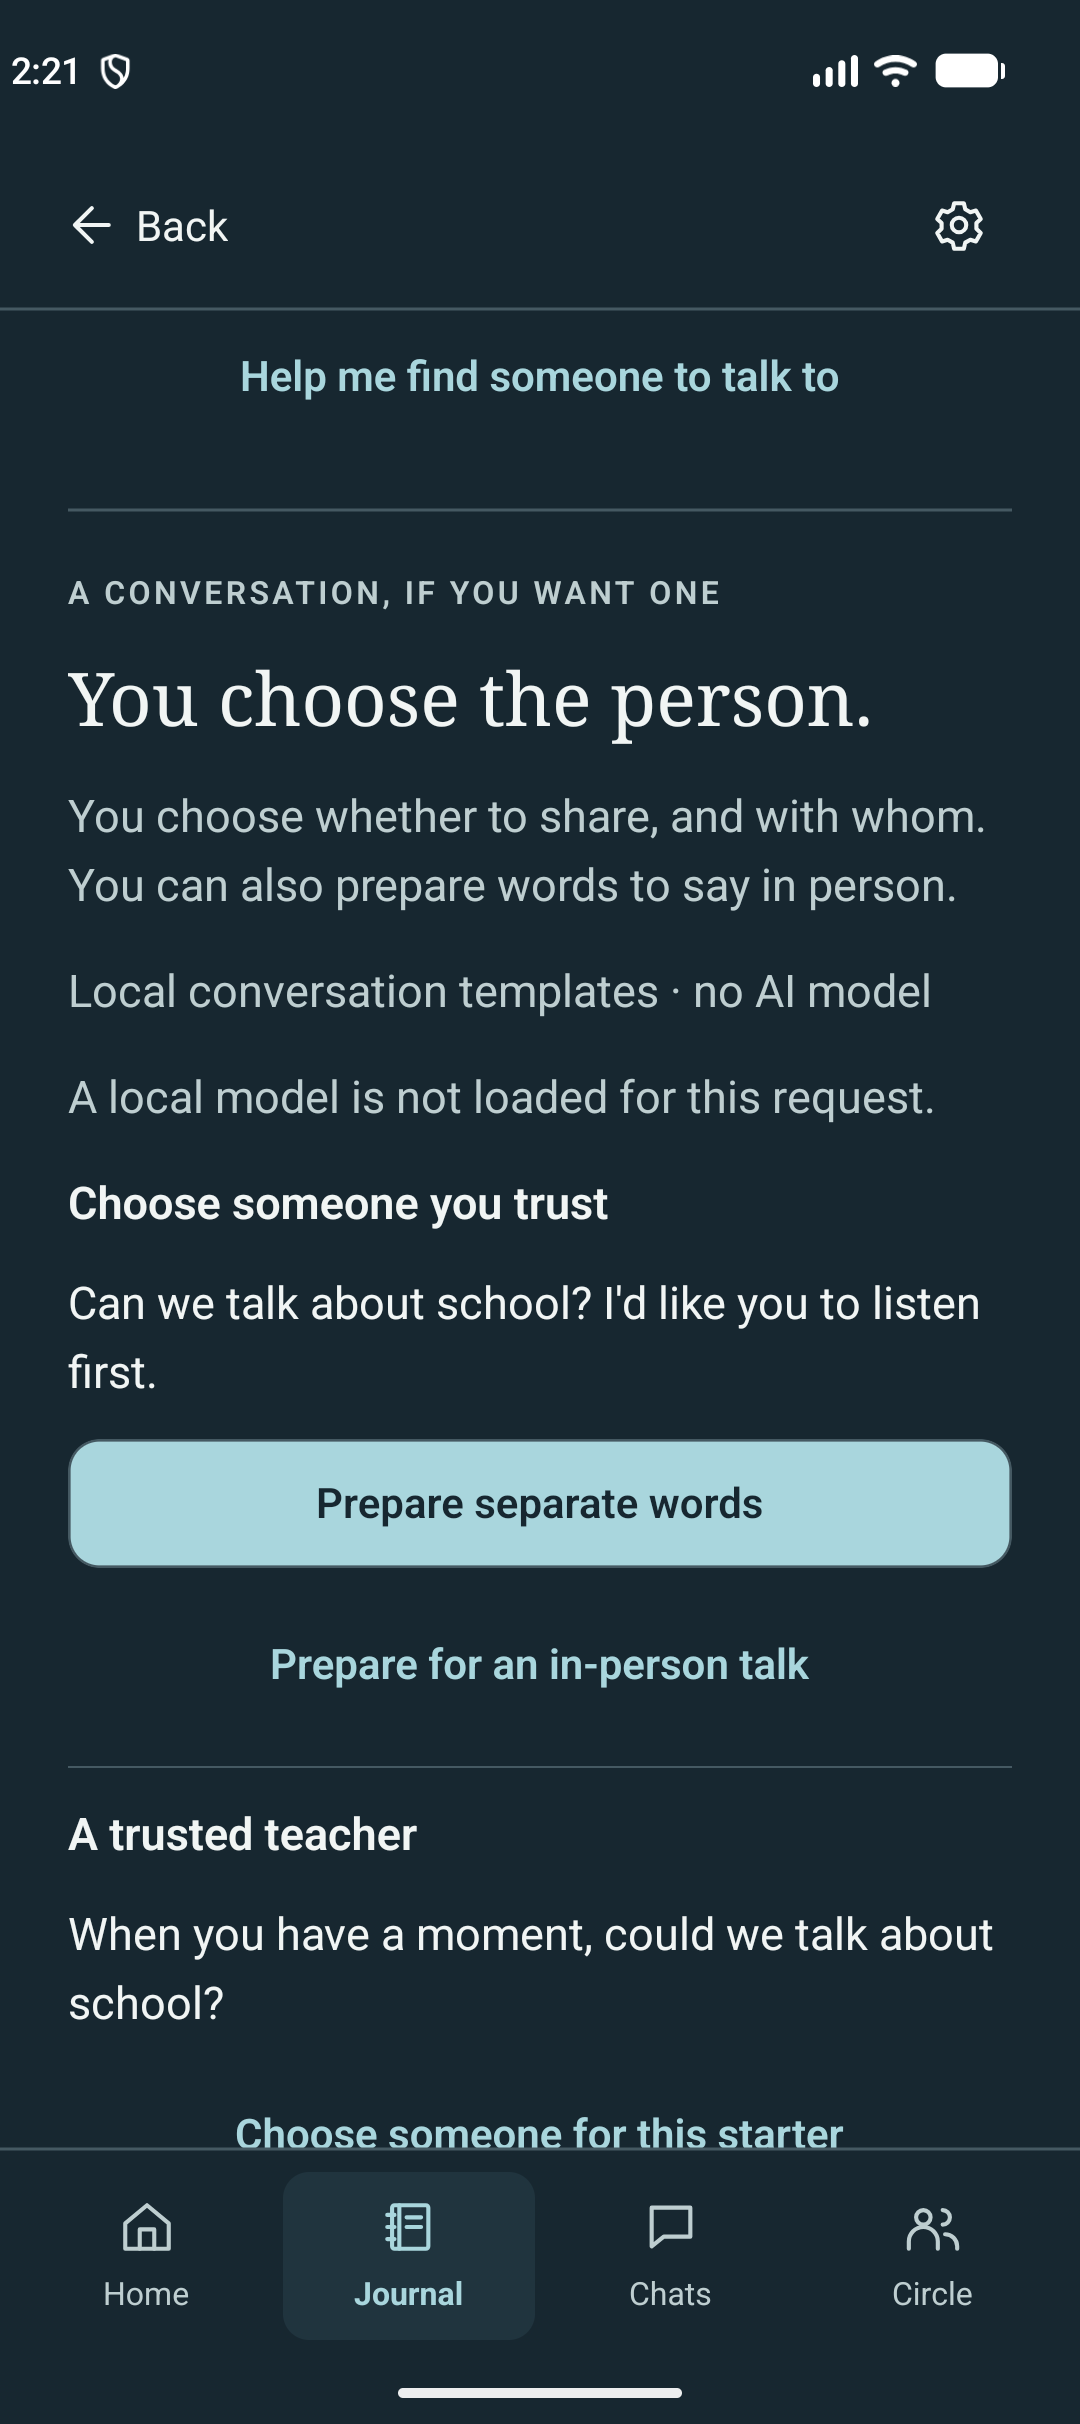 2:21
Back
Help me find someone to talk to
A CONVERSATION, IF YOU WANT ONE
You choose the person.
You choose whether to share, and with whom.
You can also prepare words to say in person.
Local conversation templates · no AI model
A local model is not loaded for this request.
Choose someone you trust
Can we talk about school? I'd like you to listen
first.
Prepare separate words
Prepare for an in-person talk
A trusted teacher
When you have a moment, could we talk about
school?
Choose someone for this starter
Home
Journal
Chats
Circle